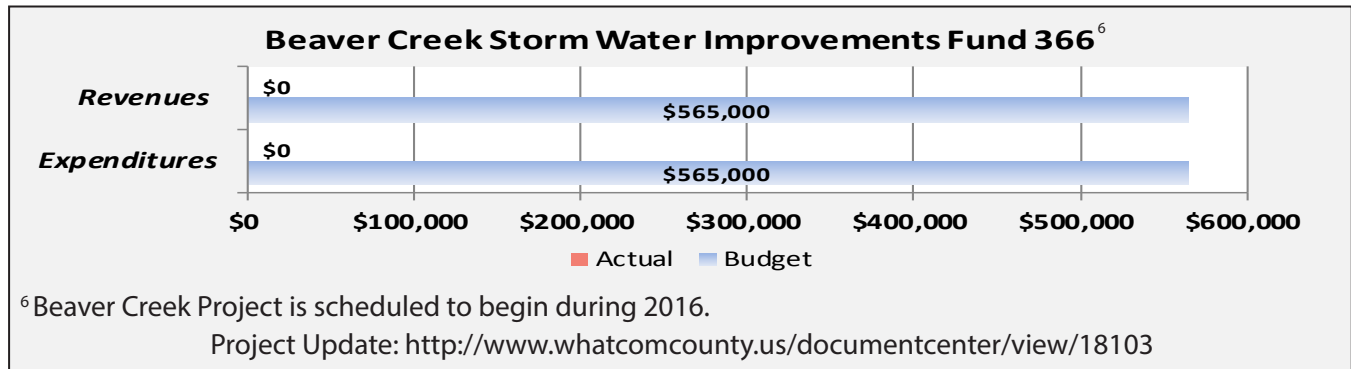 Beaver Creek Storm Water Improvements Fund 366⁶
Revenues
$0
$565,000
Expenditures
$0
$565,000
$0 $100,000 $200,000 $300,000 $400,000 $500,000 $600,000
Actual Budget
⁶ Beaver Creek Project is scheduled to begin during 2016.
Project Update: http://www.whatcomcounty.us/documentcenter/view/18103